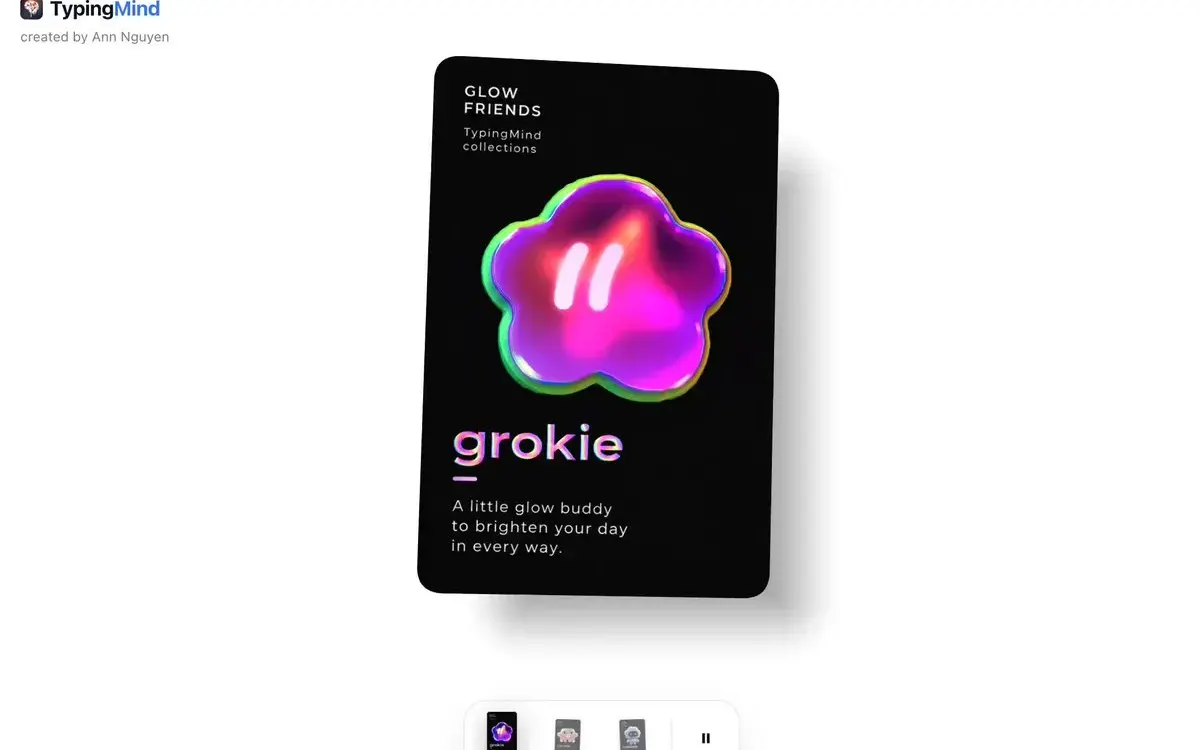 TypingMind
created by Ann Nguyen
GLOW
FRIENDS
TypingMind
collections
grokie
A little glow buddy
to brighten your day
in every way.
grokie